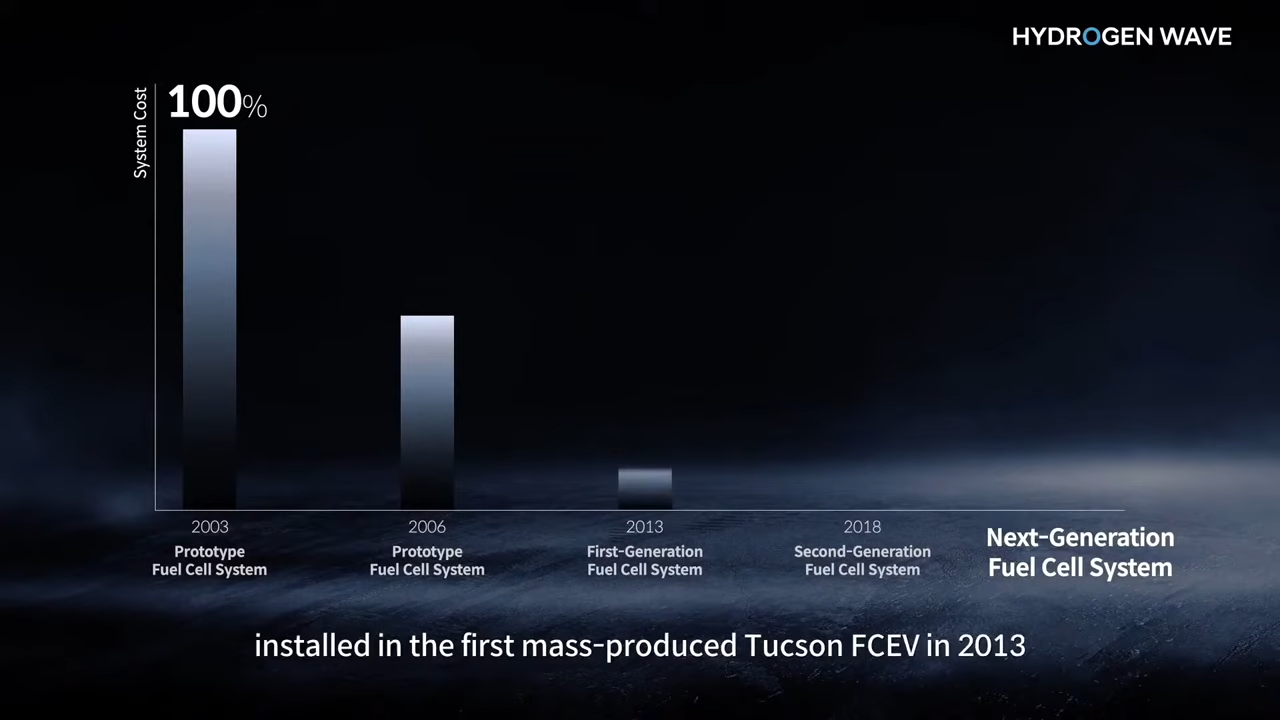 HYDROGEN WAVE
System Cost
100%
2003
Prototype
Fuel Cell System
2006
Prototype
Fuel Cell System
2013
First-Generation
Fuel Cell System
2018
Second-Generation
Fuel Cell System
Next-Generation
Fuel Cell System
installed in the first mass-produced Tucson FCEV in 2013